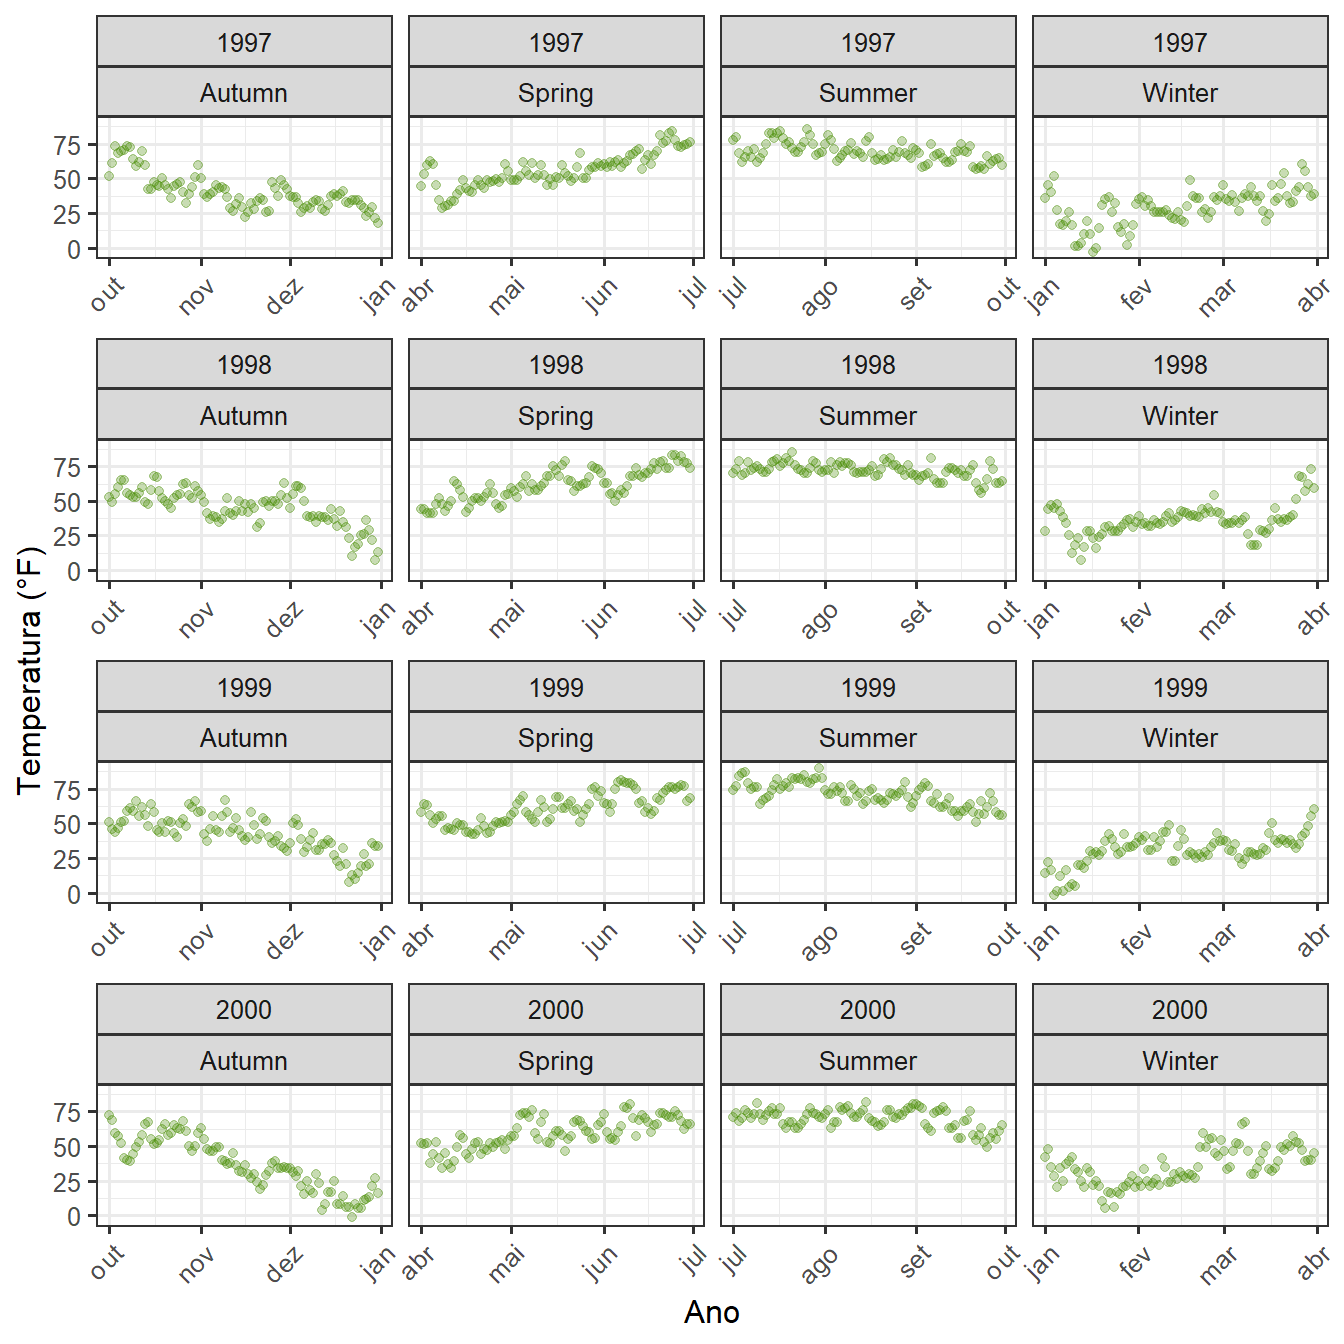 1997 1997 1997 1997
Autumn Spring Summer Winter
75
50
25
0
out nov dez jan abr mai jun jul jul ago set out jan fev mar abr
1998 1998 1998 1998
Autumn Spring Summer Winter
75
50
25
0
out nov dez jan abr mai jun jul jul ago set out jan fev mar abr
1999 1999 1999 1999
Autumn Spring Summer Winter
75
50
25
0
out nov dez jan abr mai jun jul jul ago set out jan fev mar abr
2000 2000 2000 2000
Autumn Spring Summer Winter
75
50
25
0
out nov dez jan abr mai jun jul jul ago set out jan fev mar abr
Temperatura (°F)
Ano